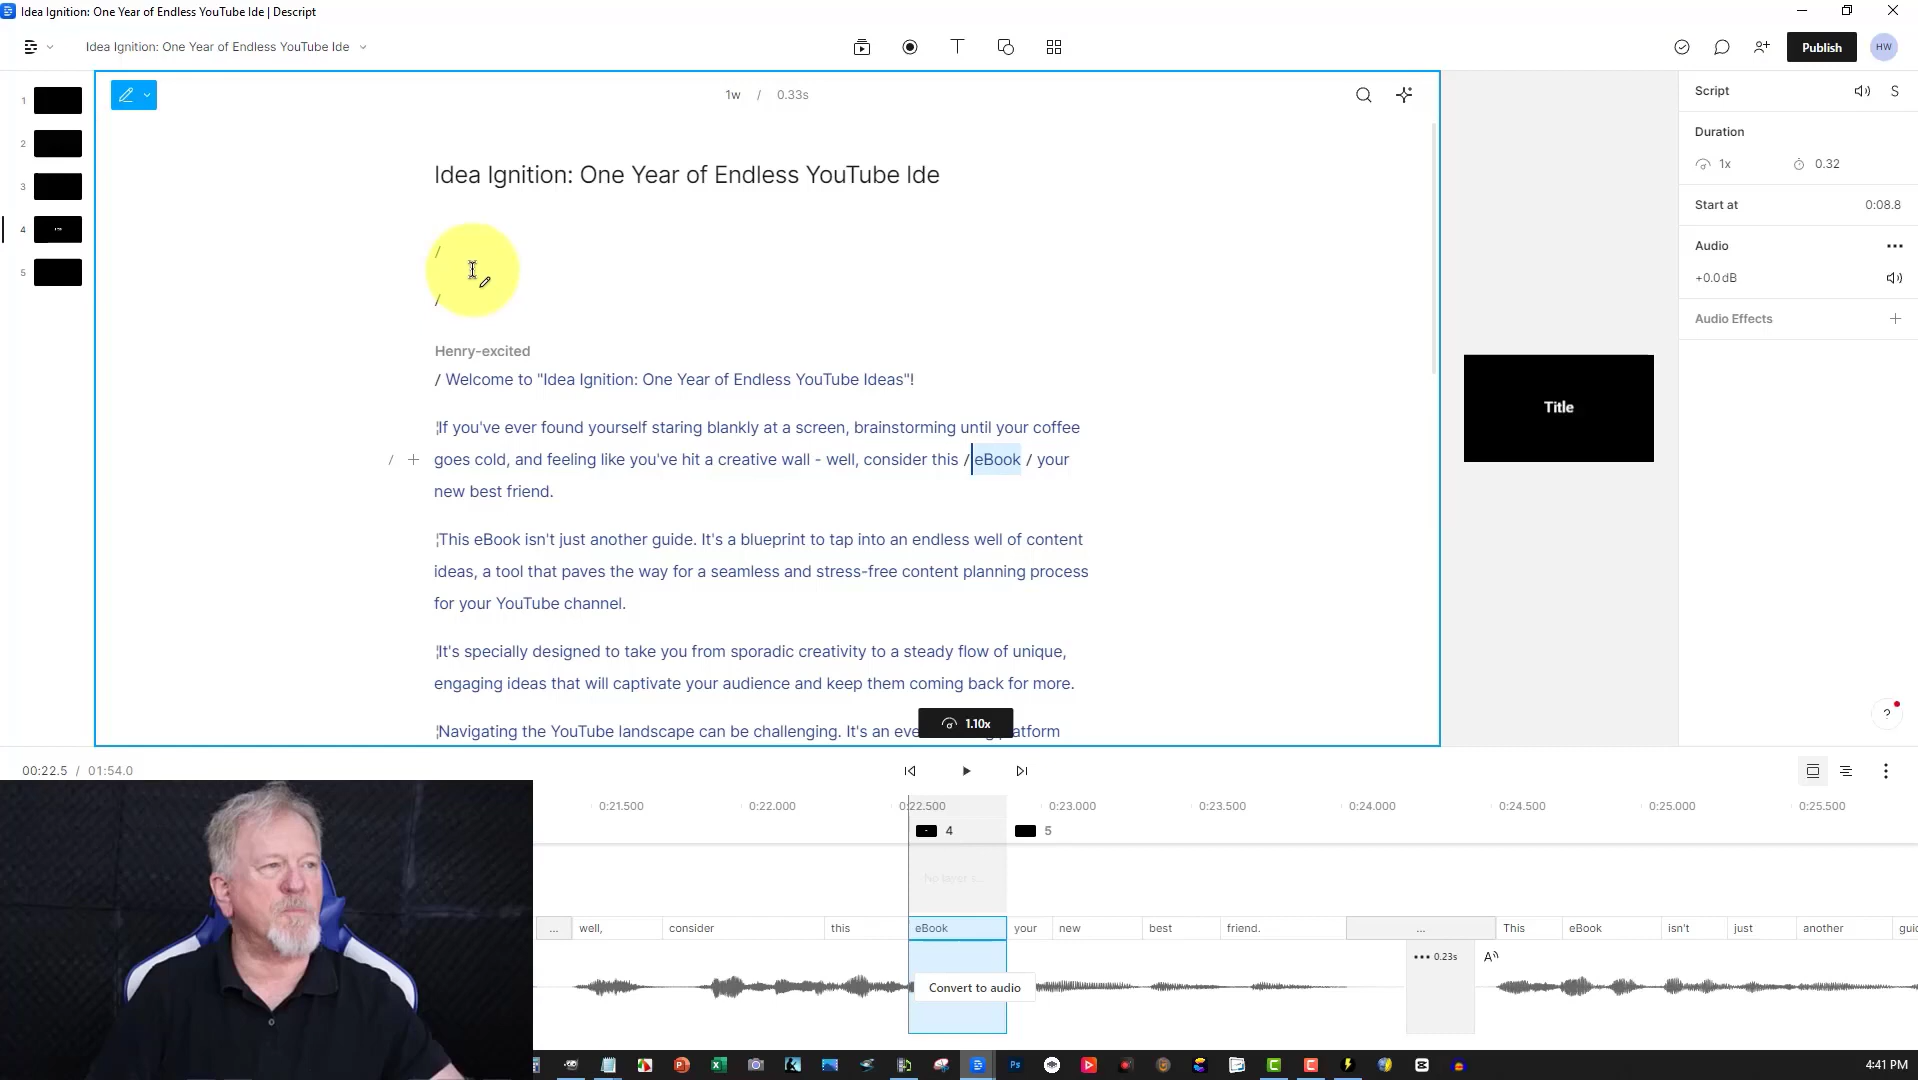 Idea Ignition: One Year of Endless YouTube Ide | Descript
Idea Ignition: One Year of Endless YouTube Ide
Publish
HW
1
2
3
4
5
1w / 0.33s
Idea Ignition: One Year of Endless YouTube Ide
/
/
Henry-excited
/ Welcome to "Idea Ignition: One Year of Endless YouTube Ideas"!
¦If you've ever found yourself staring blankly at a screen, brainstorming until your coffee
/ + goes cold, and feeling like you've hit a creative wall - well, consider this / eBook / your
new best friend.
¦This eBook isn't just another guide. It's a blueprint to tap into an endless well of content
ideas, a tool that paves the way for a seamless and stress-free content planning process
for your YouTube channel.
¦It's specially designed to take you from sporadic creativity to a steady flow of unique,
engaging ideas that will captivate your audience and keep them coming back for more.
¦Navigating the YouTube landscape can be challenging. It's an
1.10x
Title
Script
S
Duration
1x
0.32
Start at
0:08.8
Audio
+0.0dB
Audio Effects
?
00:22.5 / 01:54.0
0:21.500 0:22.000 0:22.500 0:23.000 0:23.500 0:24.000 0:24.500 0:25.000 0:25.500
4 5
... well, consider this eBook your new best friend. ... This eBook isn't just another
0.23s
Convert to audio
Ps
4:41 PM